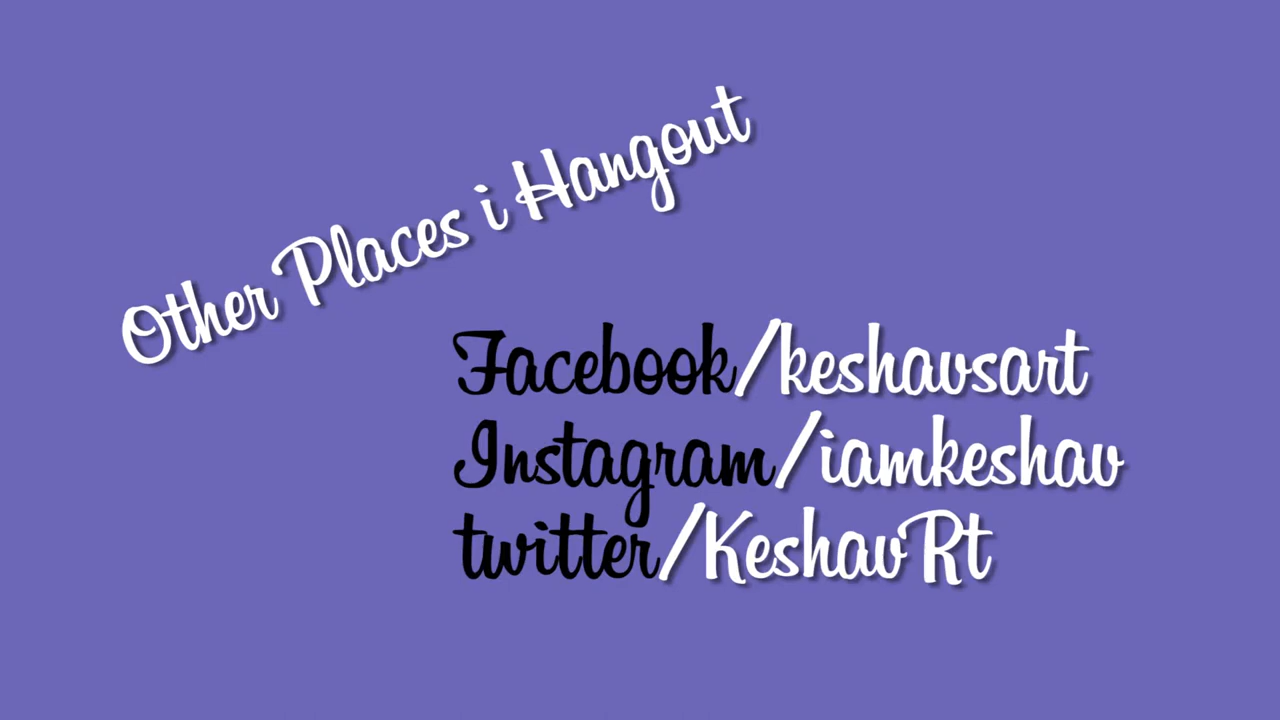 Other Places i Hangout
Facebook/keshavsart
Instagram/iamkeshav
twitter/KeshavRt